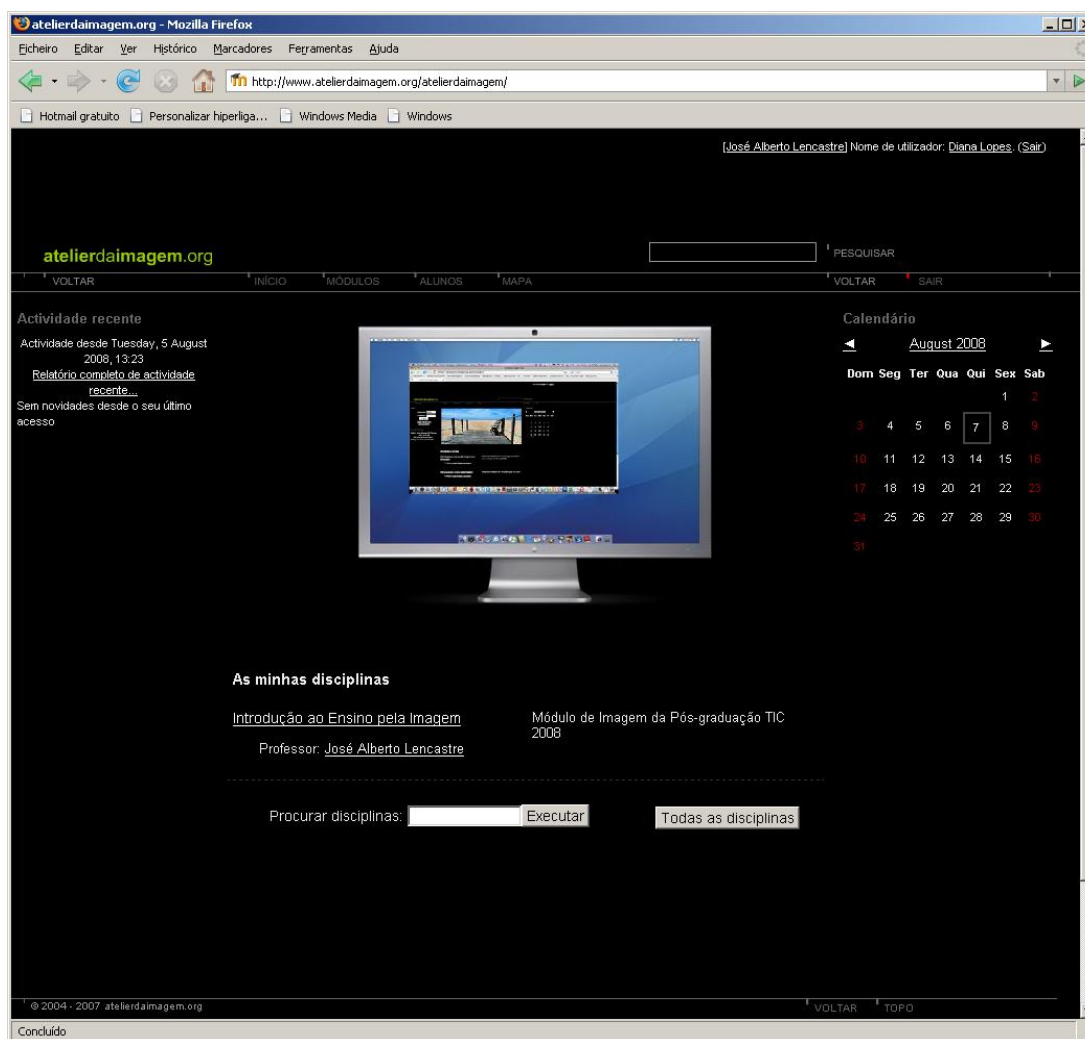 atelierdaimagem.org - Mozilla Firefox
Ficheiro Editar Ver Histórico Marcadores Ferramentas Ajuda
http://www.atelierdaimagem.org/atelierdaimagem/
Hotmail gratuito Personalizar hiperliga... Windows Media Windows
[José Alberto Lencastre] Nome de utilizador: Diana Lopes. (Sair)
atelierdaimagem.org
PESQUISAR
VOLTAR INÍCIO MÓDULOS ALUNOS MAPA VOLTAR SAIR
Actividade recente
Actividade desde Tuesday, 5 August
2008, 13:23
Relatório completo de actividade
recente...
Sem novidades desde o seu último
acesso
Calendário
August 2008
Dom Seg Ter Qua Qui Sex Sab
1 2
3 4 5 6 7 8 9
10 11 12 13 14 15 16
17 18 19 20 21 22 23
24 25 26 27 28 29 30
31
As minhas disciplinas
Introdução ao Ensino pela Imagem
Professor: José Alberto Lencastre
Módulo de Imagem da Pós-graduação TIC
2008
Procurar disciplinas: Executar Todas as disciplinas
© 2004 - 2007 atelierdaimagem.org VOLTAR TOPO
Concluído